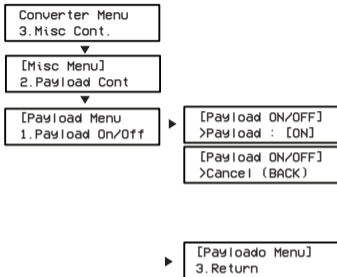 Converter Menu
3.Misc Cont.
[Misc Menu]
2.Payload Cont
[Payload Menu
1.Payload On/Off
[Payload ON/OFF]
>Payload : [ON]
[Payload ON/OFF]
>Cancel (BACK)
[Payloado Menu]
3.Return